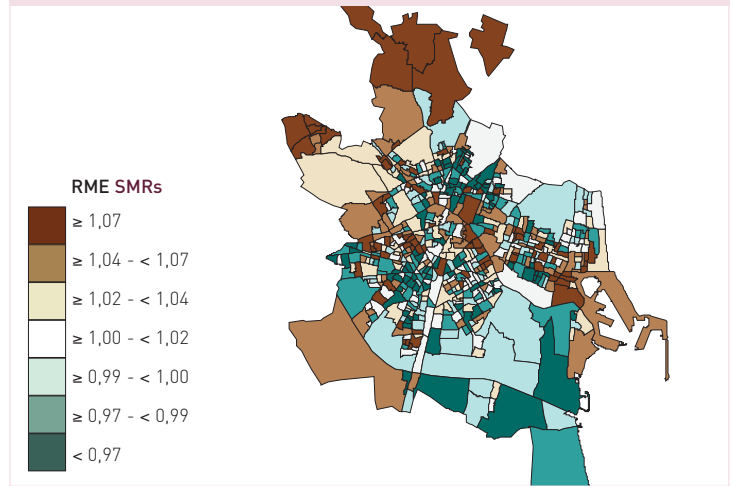 RME SMRs
≥ 1,07
≥ 1,04 - < 1,07
≥ 1,02 - < 1,04
≥ 1,00 - < 1,02
≥ 0,99 - < 1,00
≥ 0,97 - < 0,99
< 0,97